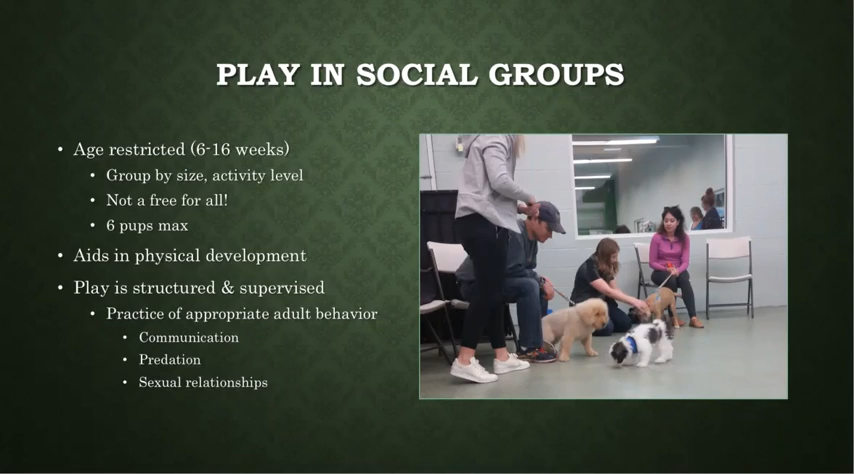 PLAY IN SOCIAL GROUPS
• Age restricted (6-16 weeks)
• Group by size, activity level
• Not a free for all!
• 6 pups max
• Aids in physical development
• Play is structured & supervised
• Practice of appropriate adult behavior
• Communication
• Predation
• Sexual relationships